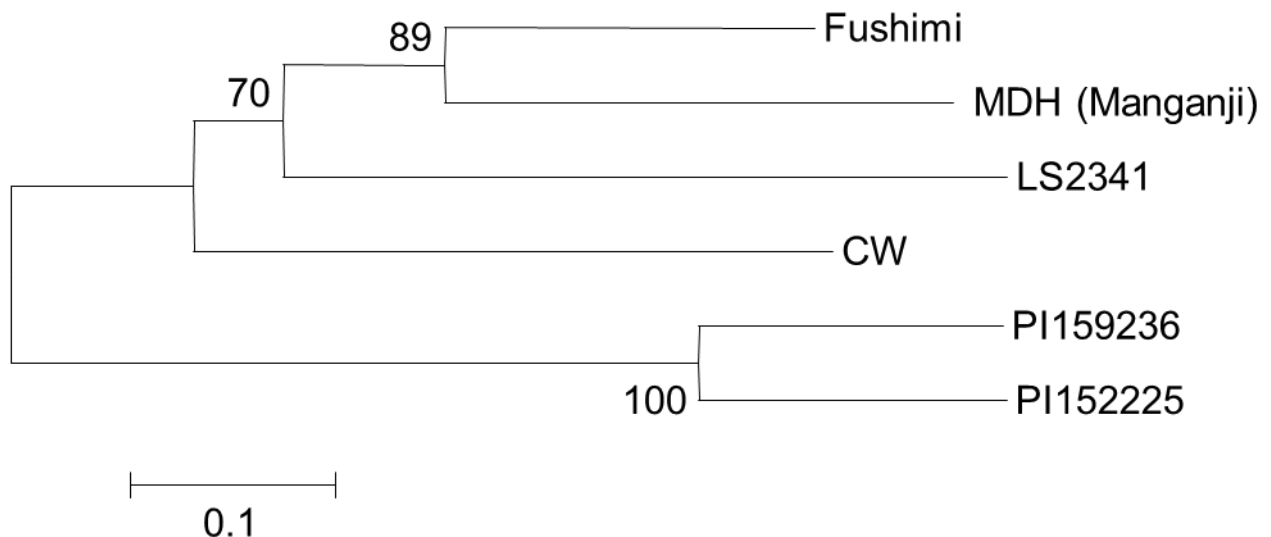 Fushimi
89
MDH (Manganji)
70
LS2341
CW
PI159236
100
PI152225
0.1